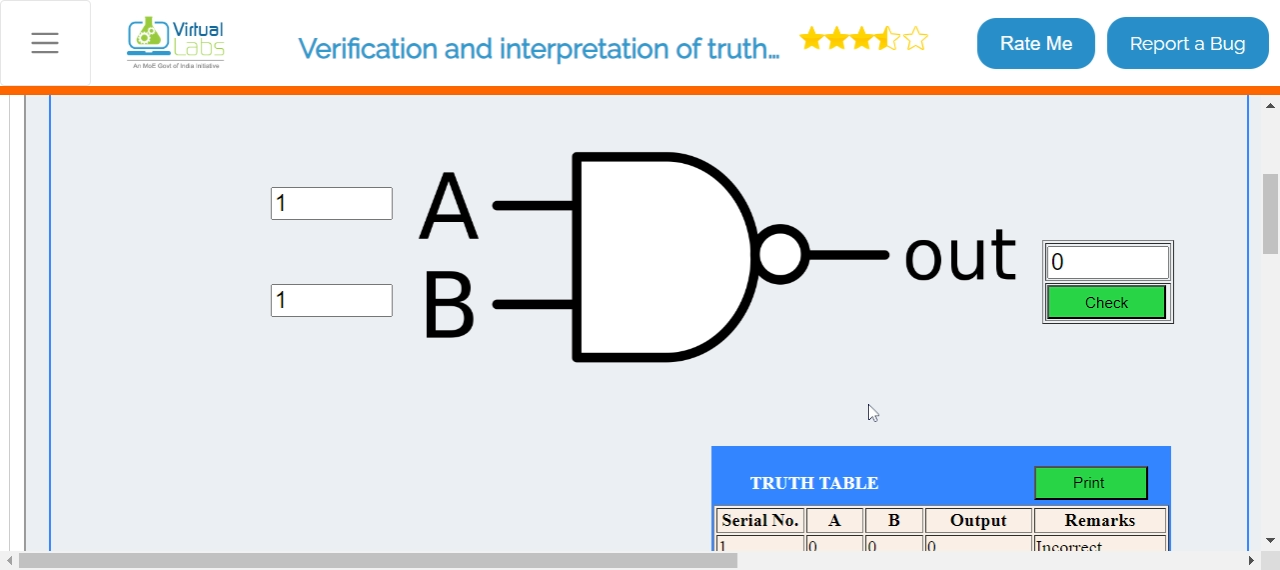 Virtual
Labs
An MoE Govt of India Initiative
Verification and interpretation of truth...
Rate Me
Report a Bug
1
A
1
B
out
0
Check
TRUTH TABLE
Print
Serial No. A B Output Remarks
1 0 0 0 Incorrect